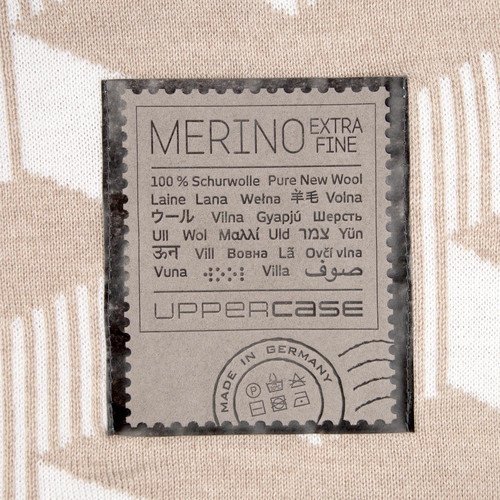 MERINO EXTRA FINE
100 % Schurwolle Pure New Wool
Laine Lana Wełna 羊毛 Volna
ウール Vilna Gyapjú Шерсть
Ull Wol Μαλλί Uld צמר Yün
ऊन Vill Вовна Lã Ovčí vlna
Vuna Villa صوف
UPPERCASE
MADE IN GERMANY